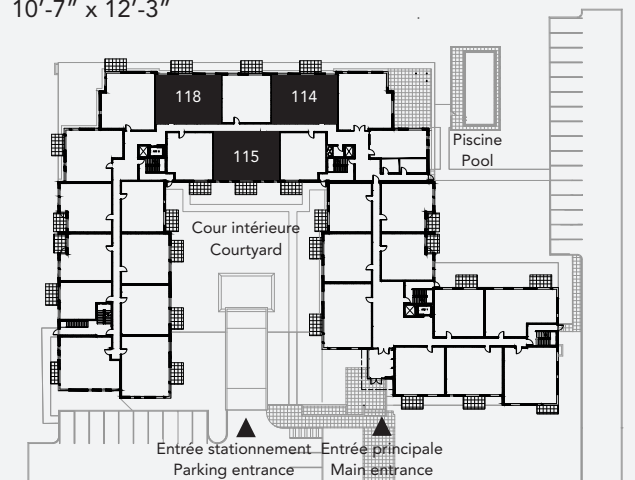 10′-7″ x 12′-3″
118
114
115
Piscine
Pool
Cour intérieure
Courtyard
Entrée stationnement
Parking entrance
Entrée principale
Main entrance